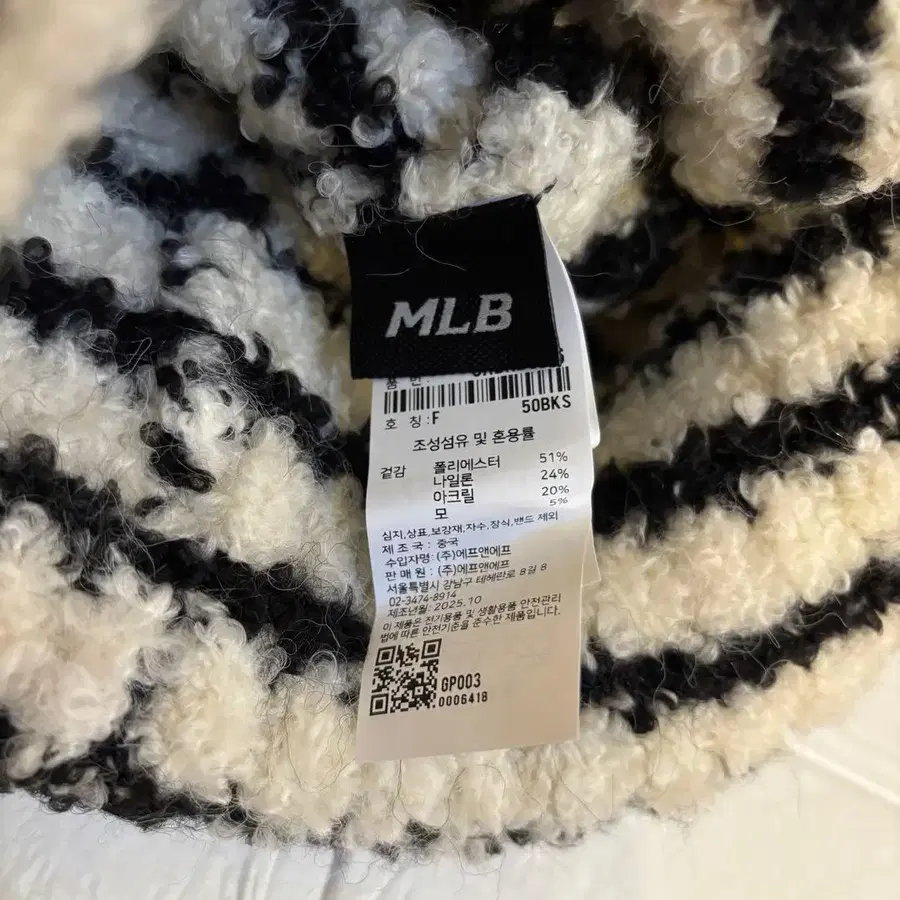 MLB
품 번 :
50BKS
호 칭 : F
조성섬유 및 혼용률
겉감 폴리에스터 51%
나일론 24%
아크릴 20%
모 5%
심지,상표,보강재,자수,장식,밴드 제외
제 조 국 : 중국
수입자명: (주)에프앤에프
판 매 원 : (주)에프앤에프
서울특별시 강남구 테헤란로 8길 8
02-3474-8914
제조년월: 2025.10
이 제품은 전기용품 및 생활용품 안전관리
법에 따른 안전기준을 준수한 제품입니다.
GP003
0006418